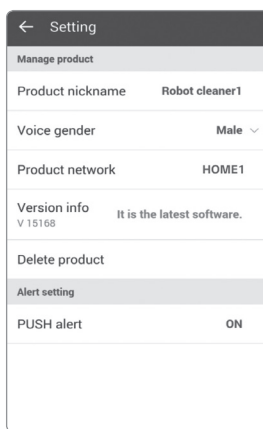 ← Setting
Manage product
Product nickname Robot cleaner1
Voice gender Male
Product network HOME1
Version info It is the latest software.
V 15168
Delete product
Alert setting
PUSH alert ON